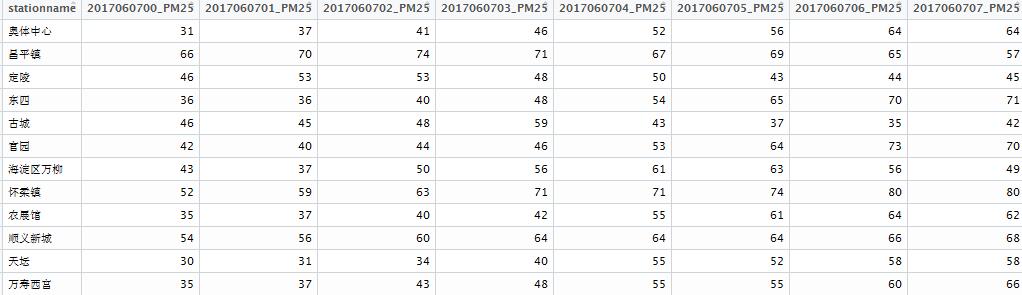 stationname 2017060700_PM25 2017060701_PM25 2017060702_PM25 2017060703_PM25 2017060704_PM25 2017060705_PM25 2017060706_PM25 2017060707_PM25
奥体中心 31 37 41 46 52 56 64 64
昌平镇 66 70 74 71 67 69 65 57
定陵 46 53 53 48 50 43 44 45
东四 36 36 40 48 54 65 70 71
古城 46 45 48 59 43 37 35 42
官园 42 40 44 46 53 64 73 70
海淀区万柳 43 37 50 56 61 63 56 49
怀柔镇 52 59 63 71 71 74 80 80
农展馆 35 37 40 42 55 61 64 62
顺义新城 54 56 60 64 64 64 66 68
天坛 30 31 34 40 55 52 58 58
万寿西宫 35 37 43 48 55 55 60 66